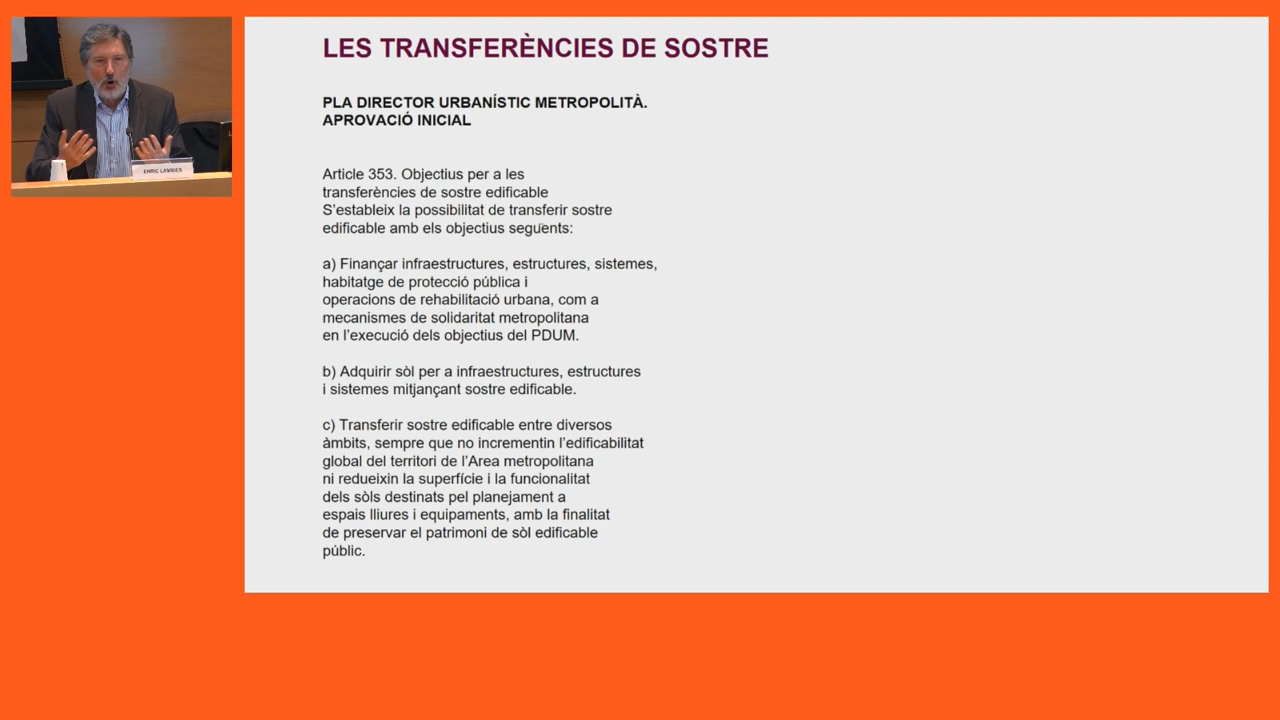 LES TRANSFERÈNCIES DE SOSTRE
PLA DIRECTOR URBANÍSTIC METROPOLITÀ.
APROVACIÓ INICIAL
Article 353. Objectius per a les
transferències de sostre edificable
S'estableix la possibilitat de transferir sostre
edificable amb els objectius següents:
a) Finançar infraestructures, estructures, sistemes,
habitatge de protecció pública i
operacions de rehabilitació urbana, com a
mecanismes de solidaritat metropolitana
en l'execució dels objectius del PDUM.
b) Adquirir sòl per a infraestructures, estructures
i sistemes mitjançant sostre edificable.
c) Transferir sostre edificable entre diversos
àmbits, sempre que no incrementin l'edificabilitat
global del territori de l'Area metropolitana
ni redueixin la superfície i la funcionalitat
dels sòls destinats pel planejament a
espais lliures i equipaments, amb la finalitat
de preservar el patrimoni de sòl edificable
públic.
ENRIC LAMBIES